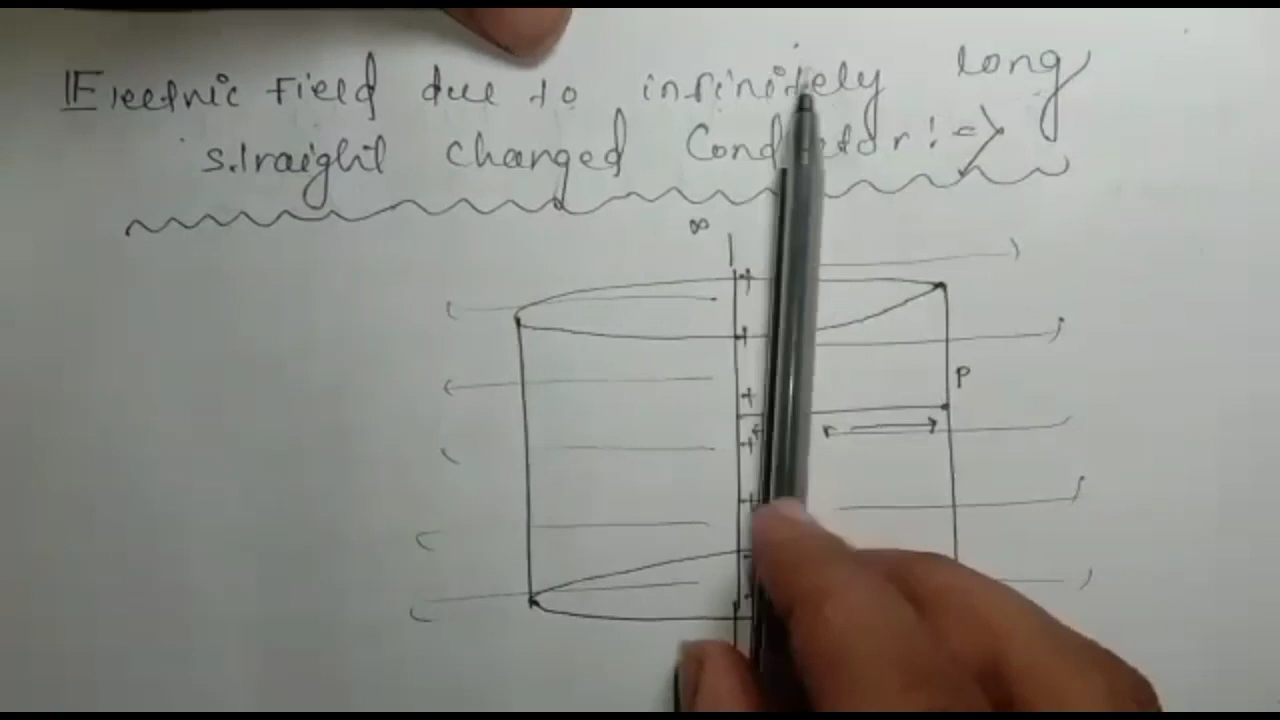 Electric Field due to infinitely long
straight charged Conductor :=>
∞
+
+
+
P
+
+